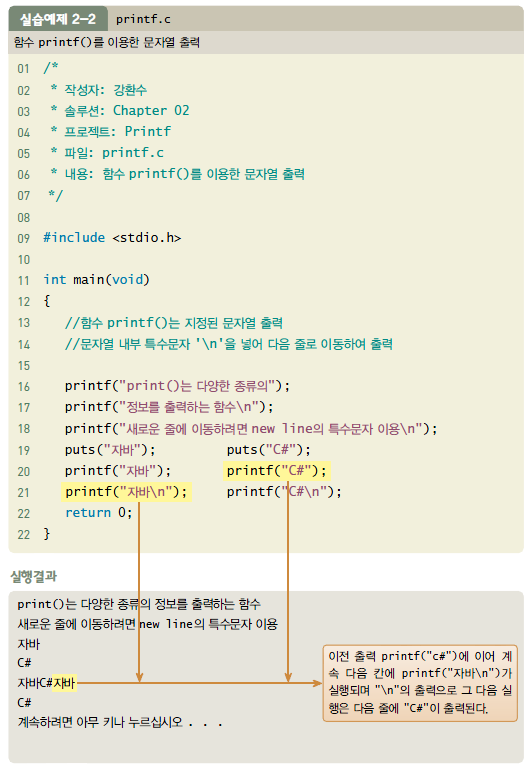 실습예제 2-2 printf.c
함수 printf()를 이용한 문자열 출력
01 /*
02 * 작성자: 강환수
03 * 솔루션: Chapter 02
04 * 프로젝트: Printf
05 * 파일: printf.c
06 * 내용: 함수 printf()를 이용한 문자열 출력
07 */
08
09 #include <stdio.h>
10
11 int main(void)
12 {
13 //함수 printf()는 지정된 문자열 출력
14 //문자열 내부 특수문자 '\n'을 넣어 다음 줄로 이동하여 출력
15
16 printf("print()는 다양한 종류의");
17 printf("정보를 출력하는 함수\n");
18 printf("새로운 줄에 이동하려면 new line의 특수문자 이용\n");
19 puts("자바"); puts("C#");
20 printf("자바"); printf("C#");
21 printf("자바\n"); printf("C#\n");
22 return 0;
22 }
실행결과
print()는 다양한 종류의 정보를 출력하는 함수
새로운 줄에 이동하려면 new line의 특수문자 이용
자바
C#
자바C#자바
C#
계속하려면 아무 키나 누르십시오 . . .
이전 출력 printf("c#")에 이어 계
속 다음 칸에 printf("자바\n")가
실행되며 "\n"의 출력으로 그 다음 실
행은 다음 줄에 "C#"이 출력된다.